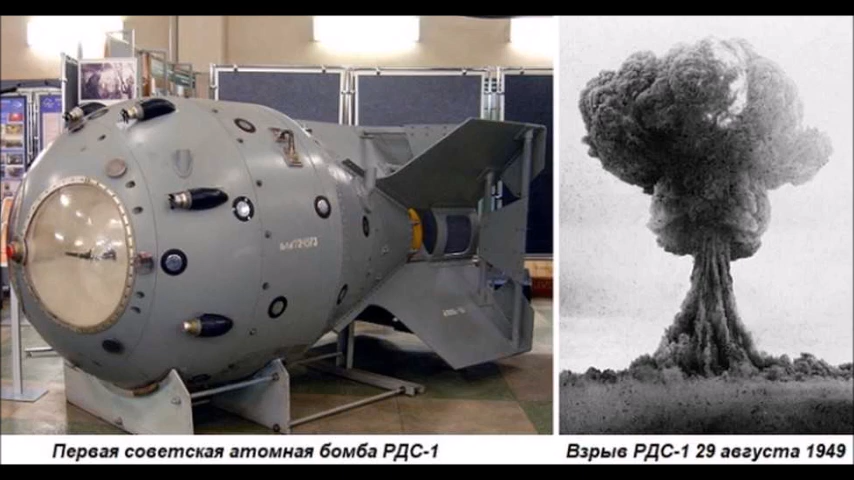 Первая советская атомная бомба РДС-1
Взрыв РДС-1 29 августа 1949